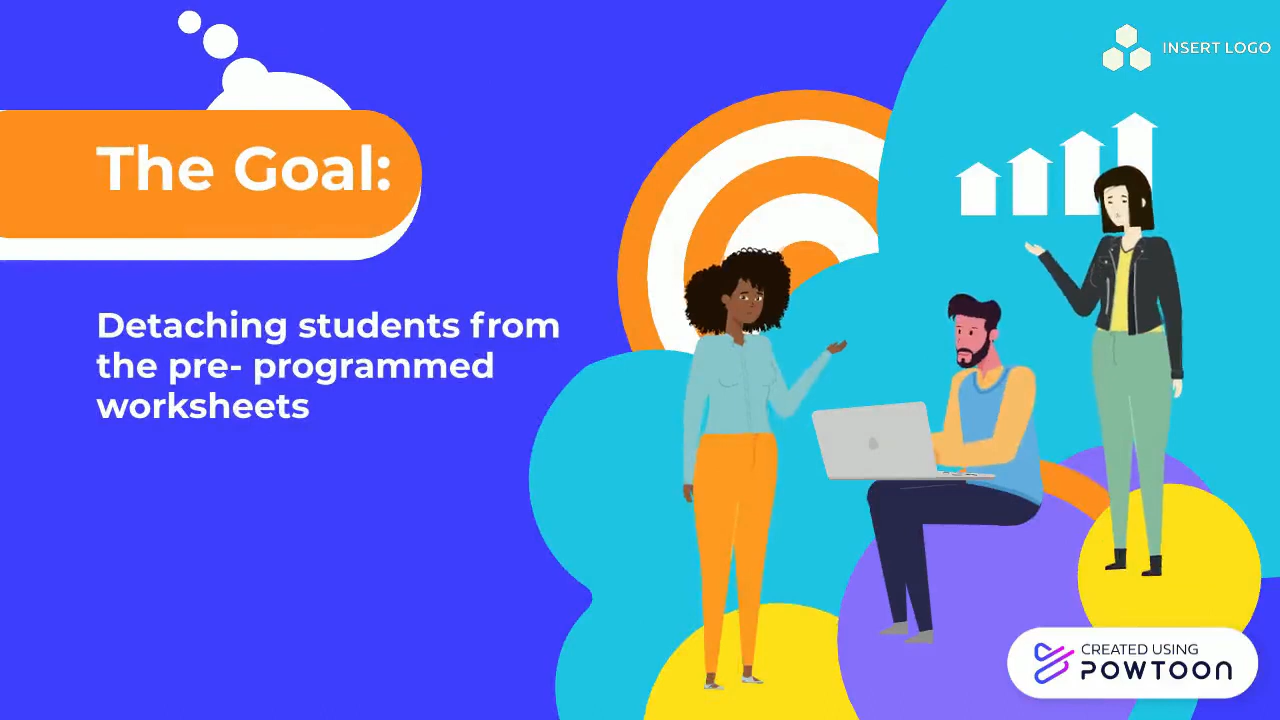 INSERT LOGO
The Goal:
Detaching students from
the pre- programmed
worksheets
CREATED USING
POWTOON